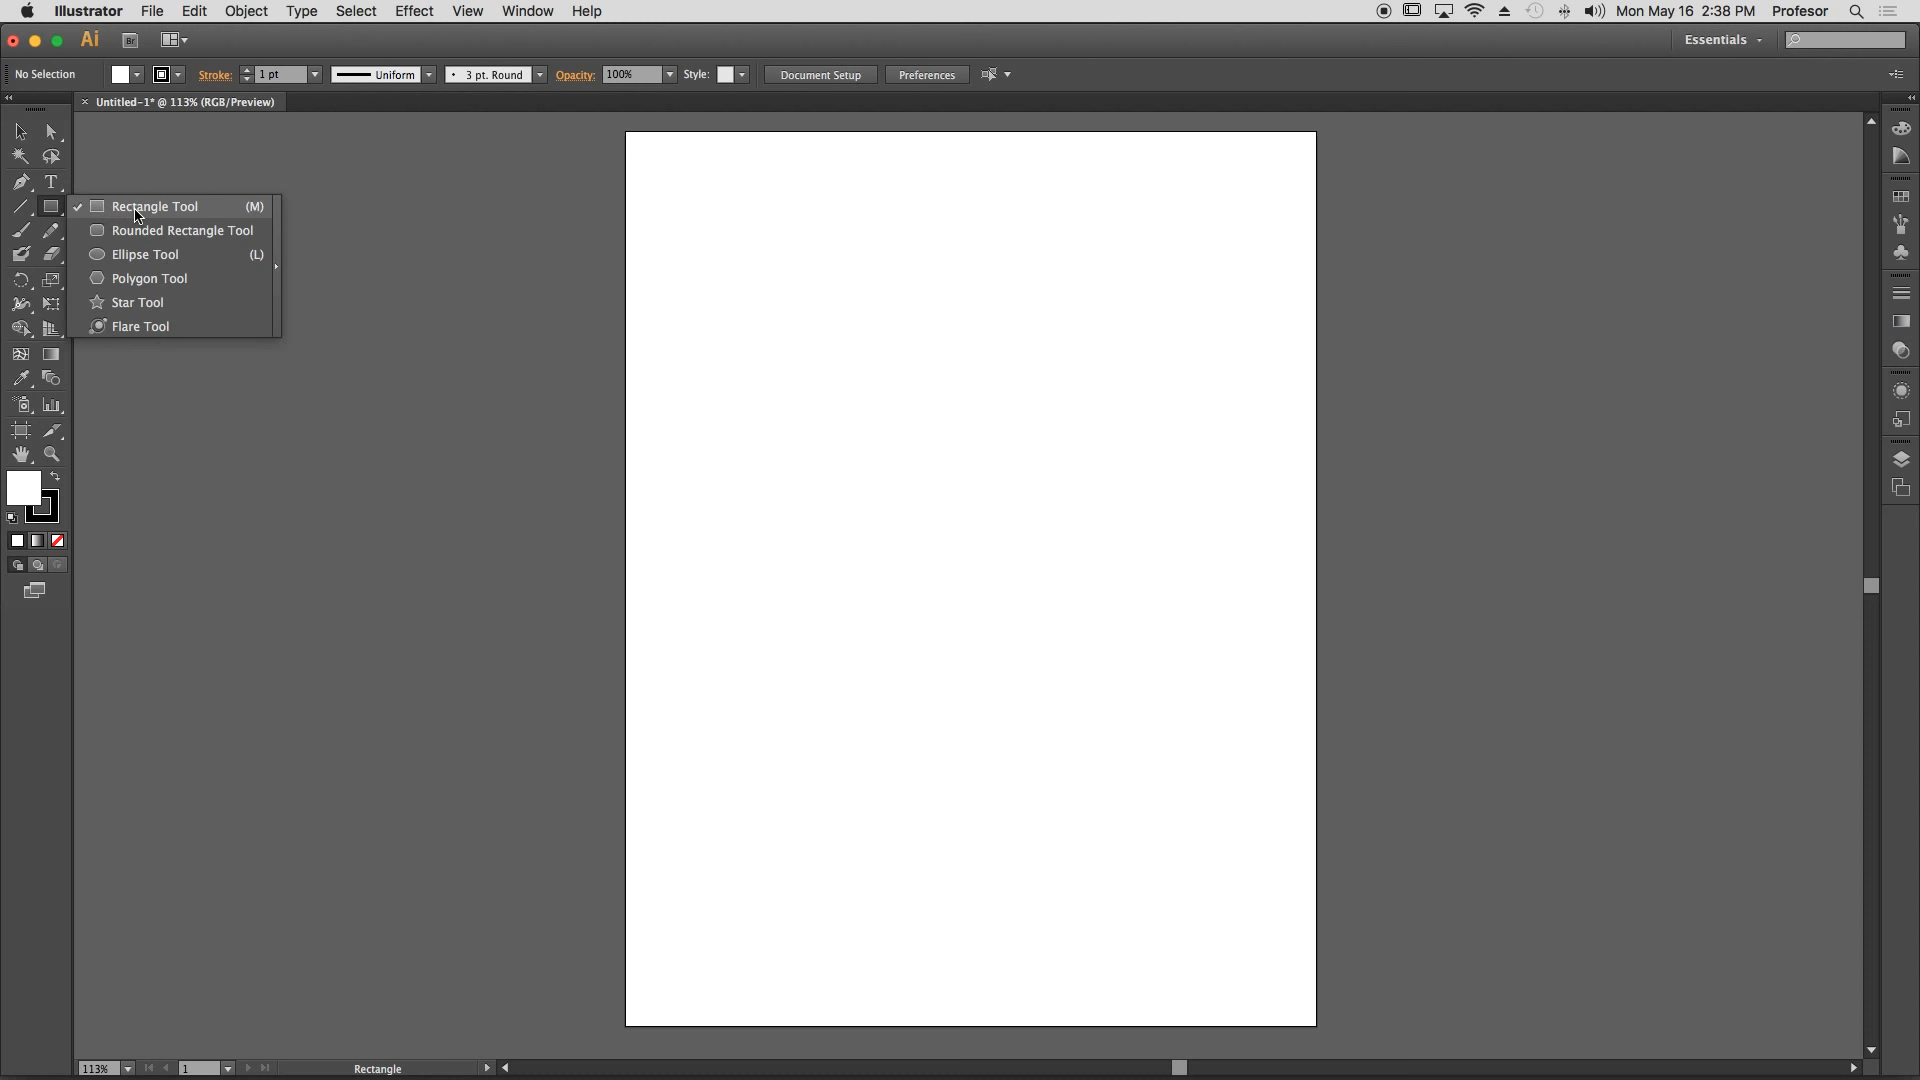 Illustrator File Edit Object Type Select Effect View Window Help Mon May 16 2:38 PM Profesor
Ai Br Essentials
No Selection Stroke: 1 pt Uniform 3 pt. Round Opacity: 100% Style: Document Setup Preferences
× Untitled-1* @ 113% (RGB/Preview)
T
Rectangle Tool (M)
Rounded Rectangle Tool
Ellipse Tool (L)
Polygon Tool
Star Tool
Flare Tool
113% 1 Rectangle